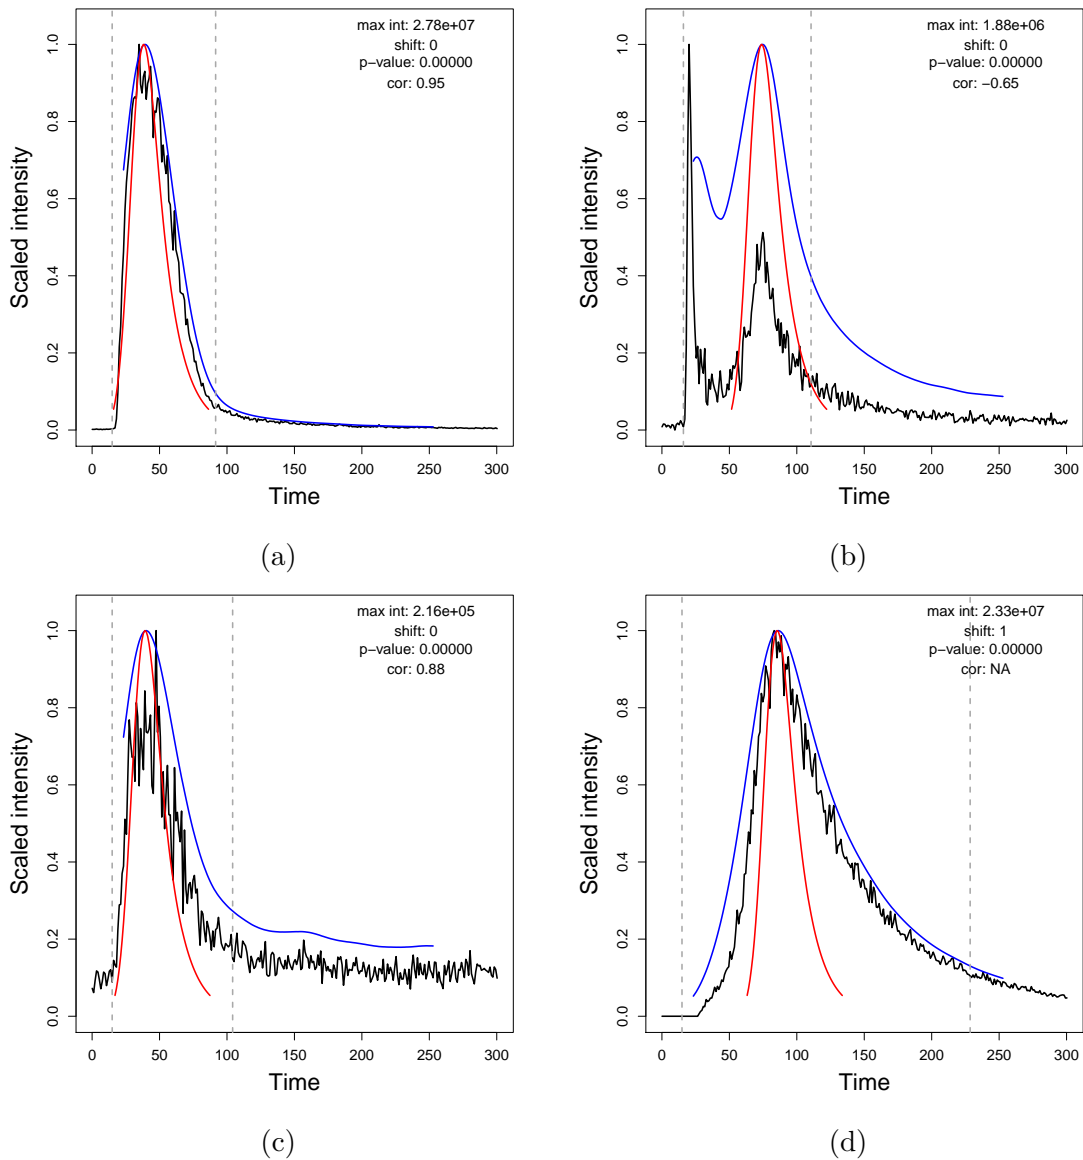 max int: 2.78e+07
shift: 0
p−value: 0.00000
cor: 0.95
Scaled intensity
0.0 0.2 0.4 0.6 0.8 1.0
0 50 100 150 200 250 300
Time
(a)
max int: 1.88e+06
shift: 0
p−value: 0.00000
cor: −0.65
Scaled intensity
0.0 0.2 0.4 0.6 0.8 1.0
0 50 100 150 200 250 300
Time
(b)
max int: 2.16e+05
shift: 0
p−value: 0.00000
cor: 0.88
Scaled intensity
0.0 0.2 0.4 0.6 0.8 1.0
0 50 100 150 200 250 300
Time
(c)
max int: 2.33e+07
shift: 1
p−value: 0.00000
cor: NA
Scaled intensity
0.0 0.2 0.4 0.6 0.8 1.0
0 50 100 150 200 250 300
Time
(d)